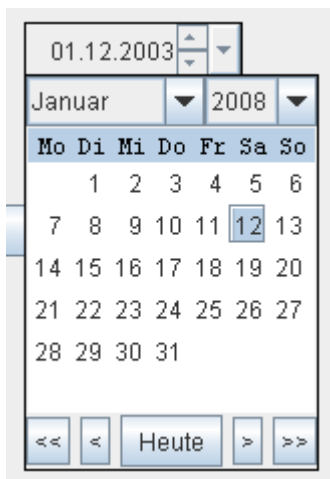 01.12.2003
Januar 2008
Mo Di Mi Do Fr Sa So
1 2 3 4 5 6
7 8 9 10 11 12 13
14 15 16 17 18 19 20
21 22 23 24 25 26 27
28 29 30 31
<< < Heute > >>